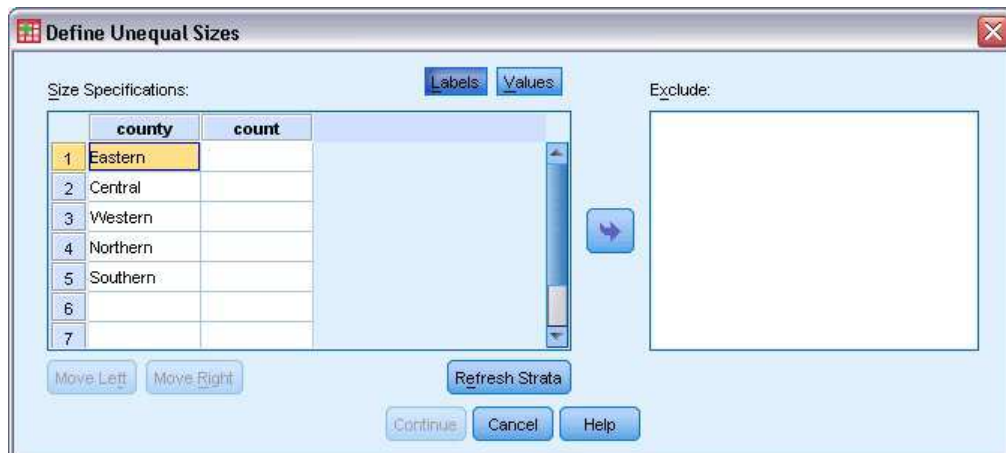 Define Unequal Sizes
Size Specifications:
Labels Values
Exclude:
county count
1 Eastern
2 Central
3 Western
4 Northern
5 Southern
6
7
Move Left Move Right
Refresh Strata
Continue Cancel Help